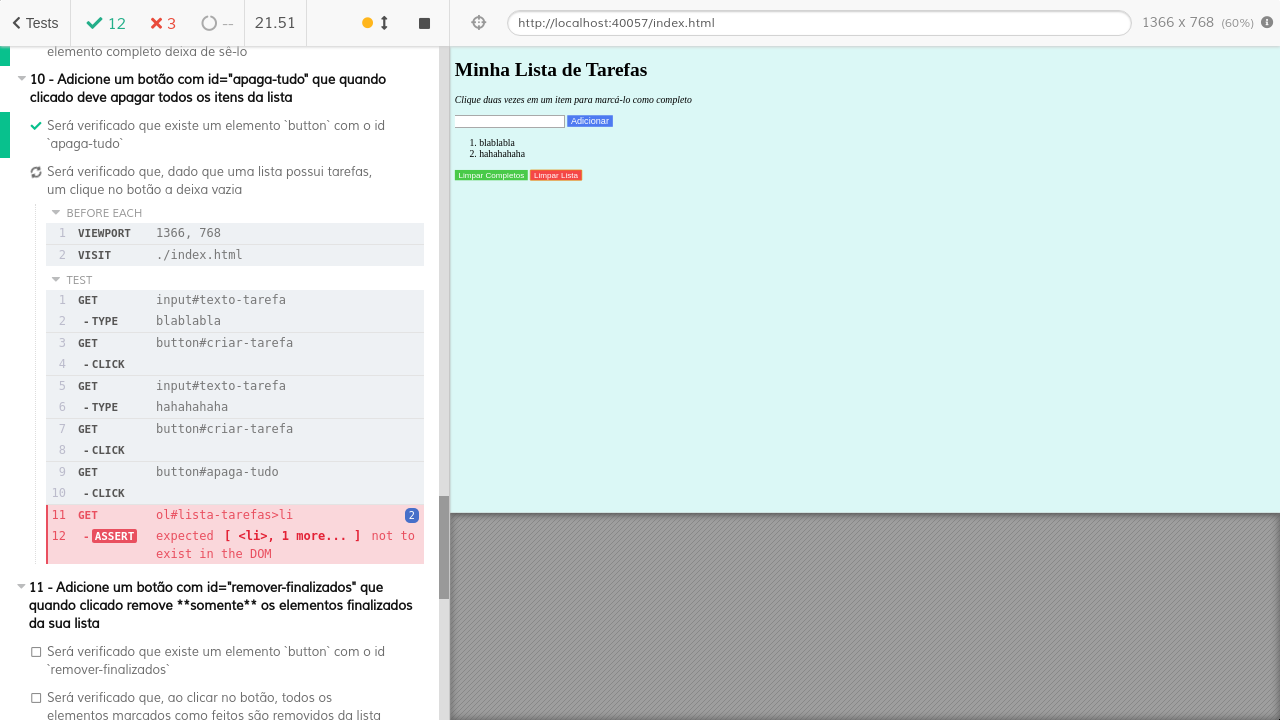 Tests
12
3
--
21.51
http://localhost:40057/index.html
1366 x 768 (60%)
elemento completo deixa de sê-lo
10 - Adicione um botão com id="apaga-tudo" que quando
clicado deve apagar todos os itens da lista
Será verificado que existe um elemento `button` com o id
`apaga-tudo`
Será verificado que, dado que uma lista possui tarefas,
um clique no botão a deixa vazia
BEFORE EACH
1 VIEWPORT 1366, 768
2 VISIT ./index.html
TEST
1 GET input#texto-tarefa
2 -TYPE blablabla
3 GET button#criar-tarefa
4 -CLICK
5 GET input#texto-tarefa
6 -TYPE hahahahaha
7 GET button#criar-tarefa
8 -CLICK
9 GET button#apaga-tudo
10 -CLICK
11 GET ol#lista-tarefas>li 2
12 -ASSERT expected [ <li>, 1 more... ] not to
exist in the DOM
11 - Adicione um botão com id="remover-finalizados" que
quando clicado remove **somente** os elementos finalizados
da sua lista
Será verificado que existe um elemento `button` com o id
`remover-finalizados`
Será verificado que, ao clicar no botão, todos os
elementos marcados como feitos são removidos da lista
Minha Lista de Tarefas
Clique duas vezes em um item para marcá-lo como completo
Adicionar
1. blablabla
2. hahahahaha
Limpar Completos Limpar Lista